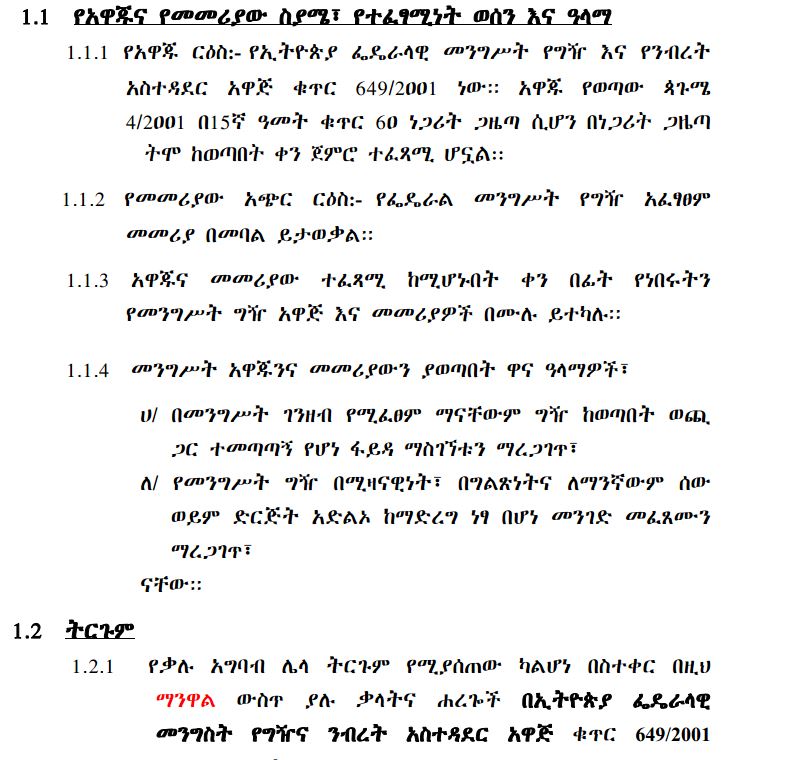 1.1 የአዋጁና የመመሪያው ስያሜ፣ የተፈፃሚነት ወሰን እና ዓላማ
1.1.1 የአዋጁ ርዕስ:- የኢትዮጵያ ፌዴራላዊ መንግሥት የግዥ እና የንብረት
አስተዳደር አዋጅ ቁጥር 649/2001 ነው፡፡ አዋጁ የወጣው ጳጉሜ
4/2001 በ15ኛ ዓመት ቁጥር 60 ነጋሪት ጋዜጣ ሲሆን በነጋሪት ጋዜጣ
ትሞ ከወጣበት ቀን ጀምሮ ተፈጻሚ ሆኗል፡፡
1.1.2 የመመሪያው አጭር ርዕስ:- የፌዴራል መንግሥት የግዥ አፈፃፀም
መመሪያ በመባል ይታወቃል፡፡
1.1.3 አዋጁና መመሪያው ተፈጻሚ ከሚሆኑበት ቀን በፊት የነበሩትን
የመንግሥት ግዥ አዋጅ እና መመሪያዎች በሙሉ ይተካሉ፡፡
1.1.4 መንግሥት አዋጁንና መመሪያውን ያወጣበት ዋና ዓላማዎች፣
ሀ/ በመንግሥት ገንዘብ የሚፈፀም ማናቸውም ግዥ ከወጣበት ወጪ
ጋር ተመጣጣኝ የሆነ ፋይዳ ማስገኘቱን ማረጋገጥ፣
ለ/ የመንግሥት ግዥ በሚዛናዊነት፣ በግልጽነትና ለማንኛውም ሰው
ወይም ድርጅት አድልኦ ከማድረግ ነፃ በሆነ መንገድ መፈጸሙን
ማረጋገጥ፣
ናቸው፡፡
1.2 ትርጉም
1.2.1 የቃሉ አግባብ ሌላ ትርጉም የሚያሰጠው ካልሆነ በስተቀር በዚህ
ማንዋል ውስጥ ያሉ ቃላትና ሐረጎች በኢትዮጵያ ፌዴራላዊ
መንግስት የግዥና ንብረት አስተዳደር አዋጅ ቁጥር 649/2001